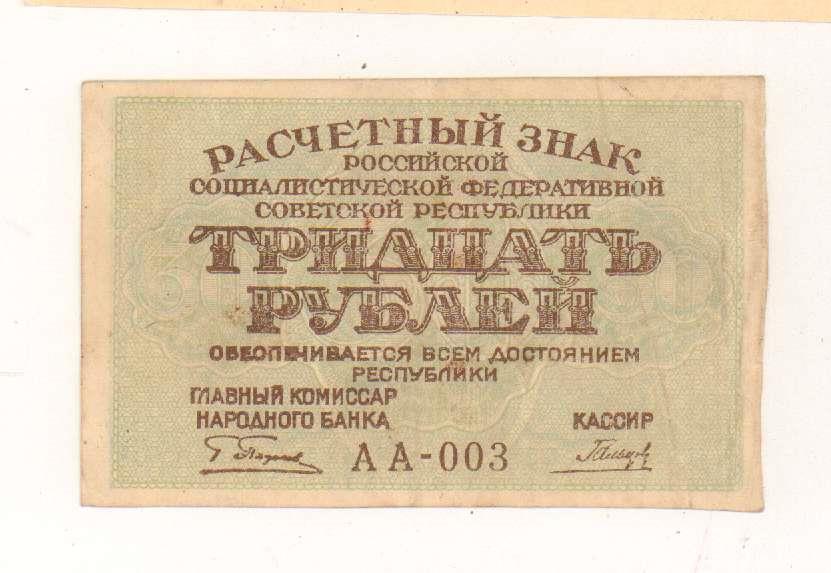 РАСЧЕТНЫЙ ЗНАК
РОССИЙСКОЙ
СОЦИАЛИСТИЧЕСКОЙ ФЕДЕРАТИВНОЙ
СОВЕТСКОЙ РЕСПУБЛИКИ
ТРИДЦАТЬ
РУБЛЕЙ
ОБЕСПЕЧИВАЕТСЯ ВСЕМ ДОСТОЯНИЕМ
РЕСПУБЛИКИ
ГЛАВНЫЙ КОМИССАР
НАРОДНОГО БАНКА
КАССИР
АА-003